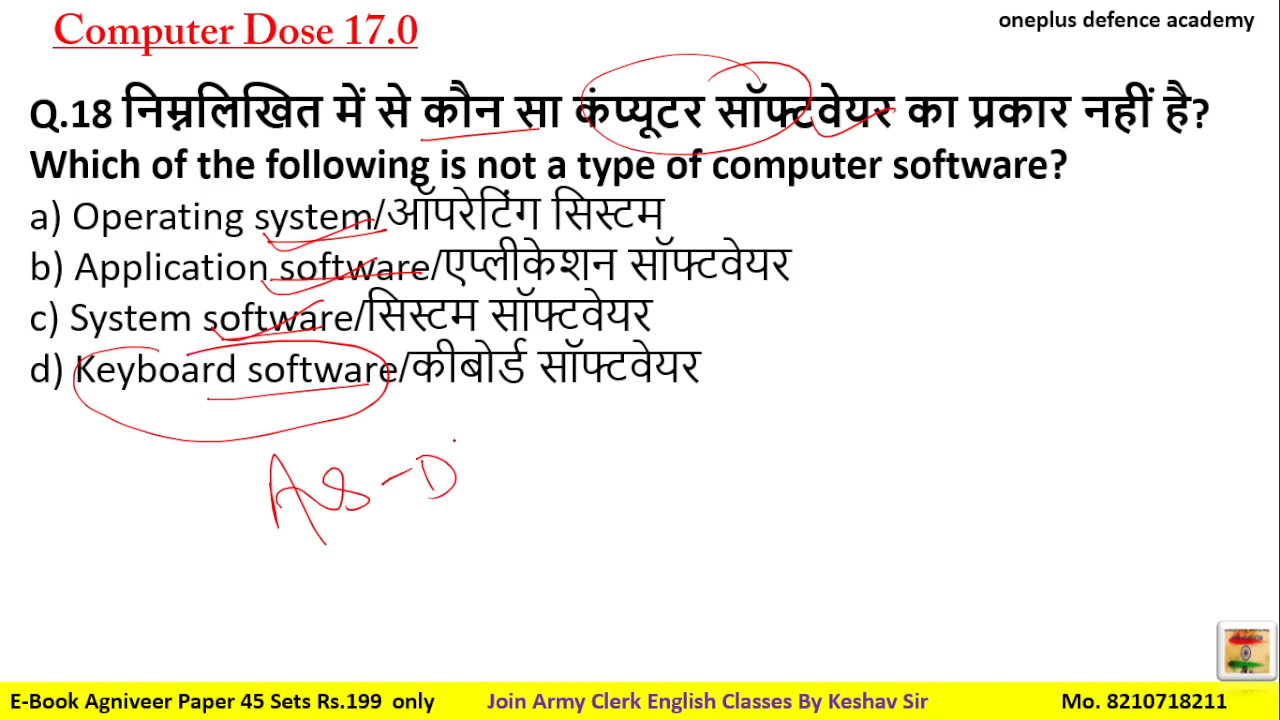 Computer Dose 17.0
oneplus defence academy
Q.18 निम्नलिखित में से कौन सा कंप्यूटर सॉफ्टवेयर का प्रकार नहीं है?
Which of the following is not a type of computer software?
a) Operating system/ऑपरेटिंग सिस्टम
b) Application software/एप्लीकेशन सॉफ्टवेयर
c) System software/सिस्टम सॉफ्टवेयर
d) Keyboard software/कीबोर्ड सॉफ्टवेयर
E-Book Agniveer Paper 45 Sets Rs.199 only Join Army Clerk English Classes By Keshav Sir Mo. 8210718211